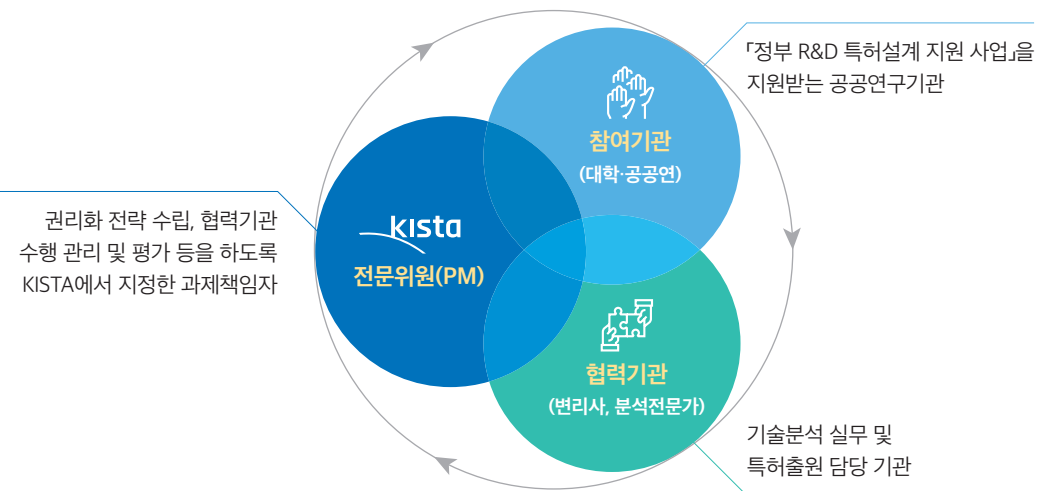 「정부 R&D 특허설계 지원 사업」을
지원받는 공공연구기관
참여기관
(대학·공공연)
권리화 전략 수립, 협력기관
수행 관리 및 평가 등을 하도록
KISTA에서 지정한 과제책임자
kista
전문위원(PM)
협력기관
(변리사, 분석전문가)
기술분석 실무 및
특허출원 담당 기관